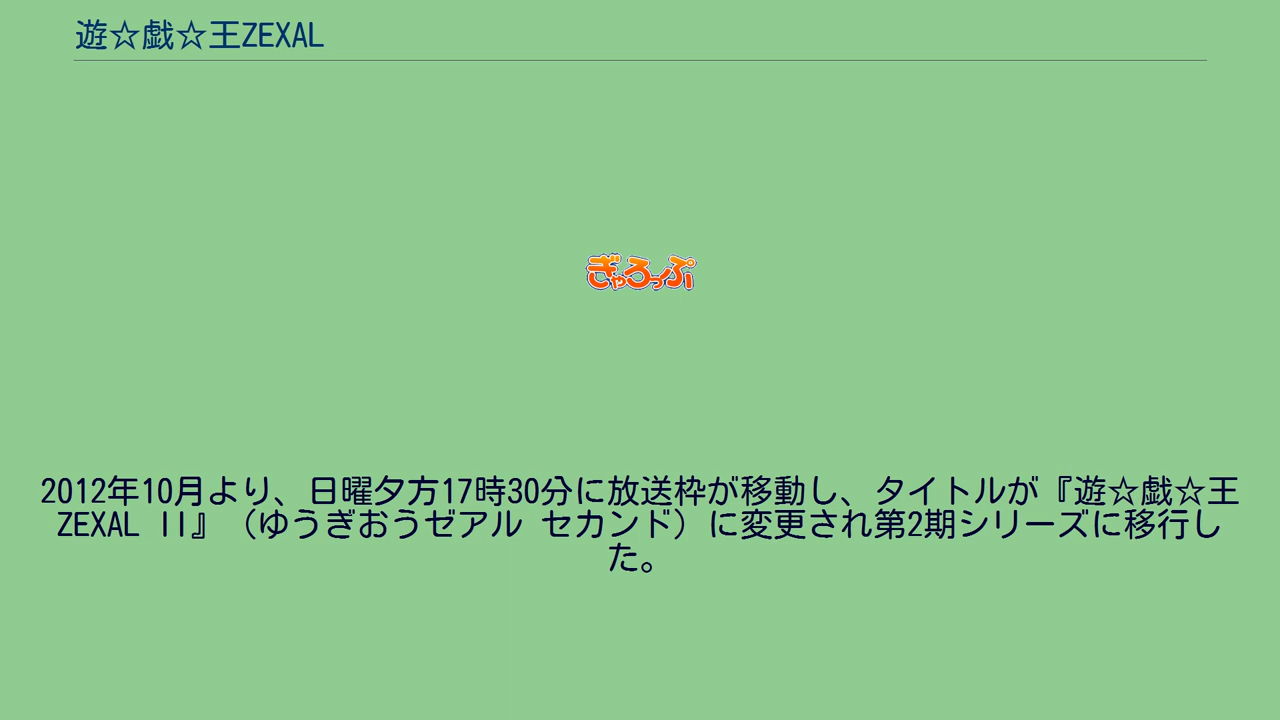 遊☆戯☆王ZEXAL
ぎゃろっぷ
2012年10月より、日曜夕方17時30分に放送枠が移動し、タイトルが『遊☆戯☆王
ZEXAL II』（ゆうぎおうゼアル セカンド）に変更され第2期シリーズに移行し
た。